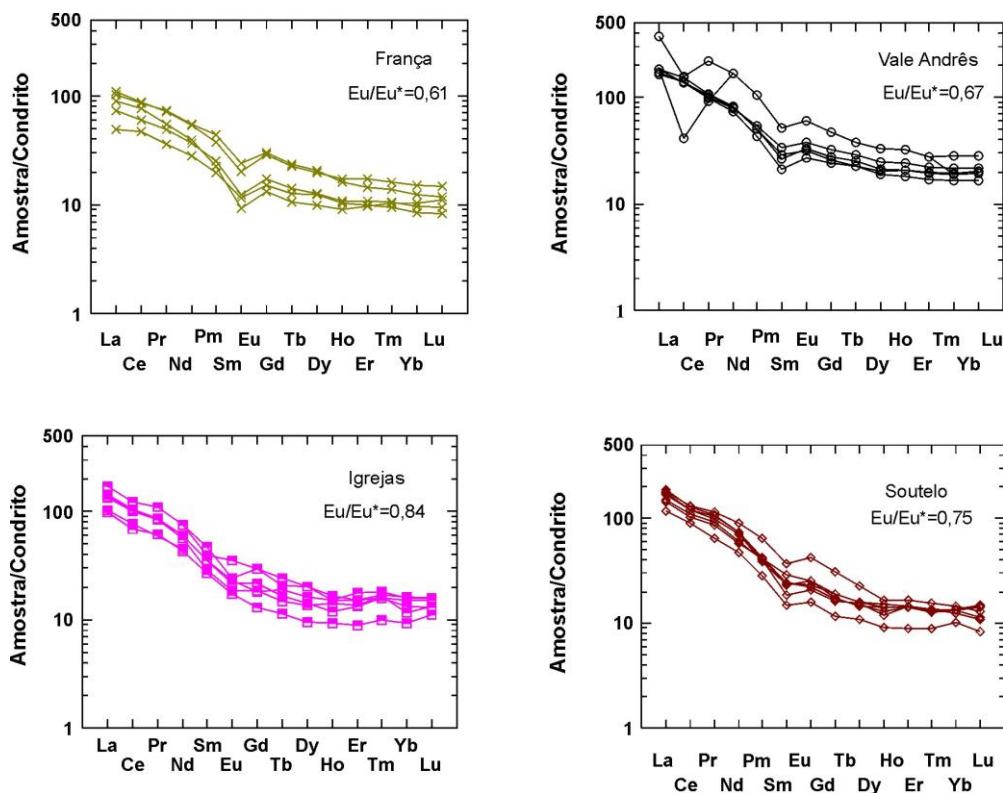 500
100
10
1
Amostra/Condrito
França
Eu/Eu*=0,61
La Pr Pm Eu Tb Ho Tm Lu
Ce Nd Sm Gd Dy Er Yb
500
100
10
1
Amostra/Condrito
Vale Andrês
Eu/Eu*=0,67
La Pr Pm Eu Tb Ho Tm Lu
Ce Nd Sm Gd Dy Er Yb
500
100
10
1
Amostra/Condrito
Igrejas
Eu/Eu*=0,84
La Pr Sm Gd Dy Er Yb
Ce Nd Eu Tb Ho Tm Lu
500
100
10
1
Amostra/Condrito
Soutelo
Eu/Eu*=0,75
La Pr Pm Eu Tb Ho Tm Lu
Ce Nd Sm Gd Dy Er Yb